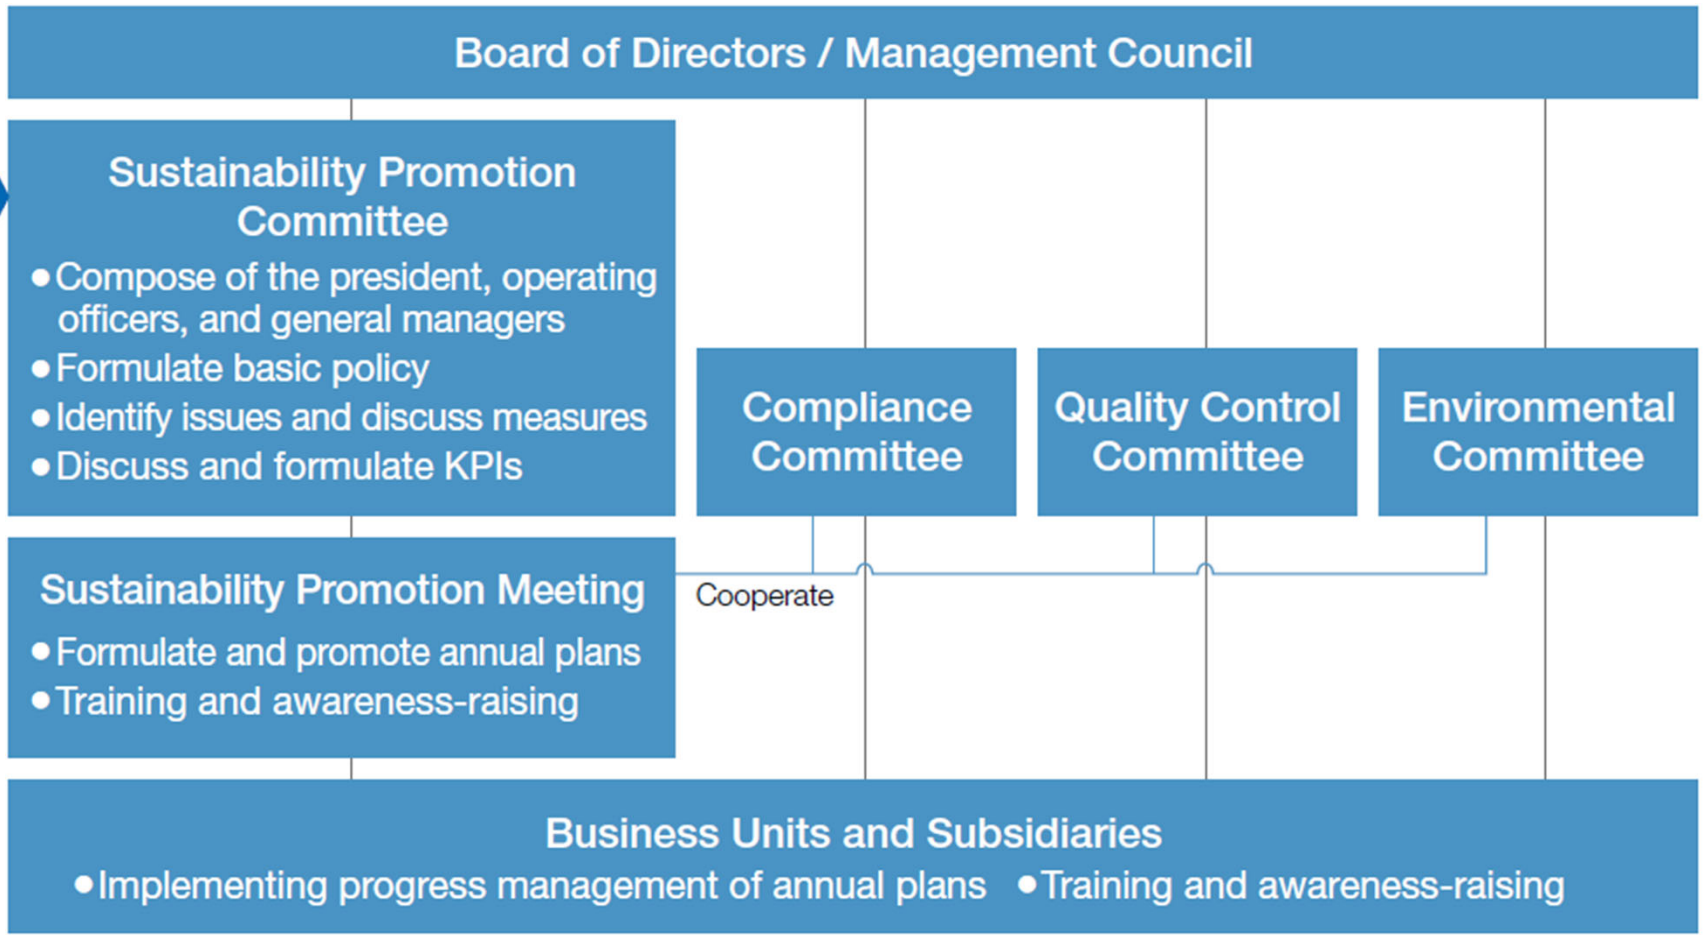 Board of Directors / Management Council
Sustainability Promotion
Committee
●Compose of the president, operating
officers, and general managers
●Formulate basic policy
●Identify issues and discuss measures
●Discuss and formulate KPIs
Compliance
Committee
Quality Control
Committee
Environmental
Committee
Sustainability Promotion Meeting
●Formulate and promote annual plans
●Training and awareness-raising
Cooperate
Business Units and Subsidiaries
●Implementing progress management of annual plans ●Training and awareness-raising